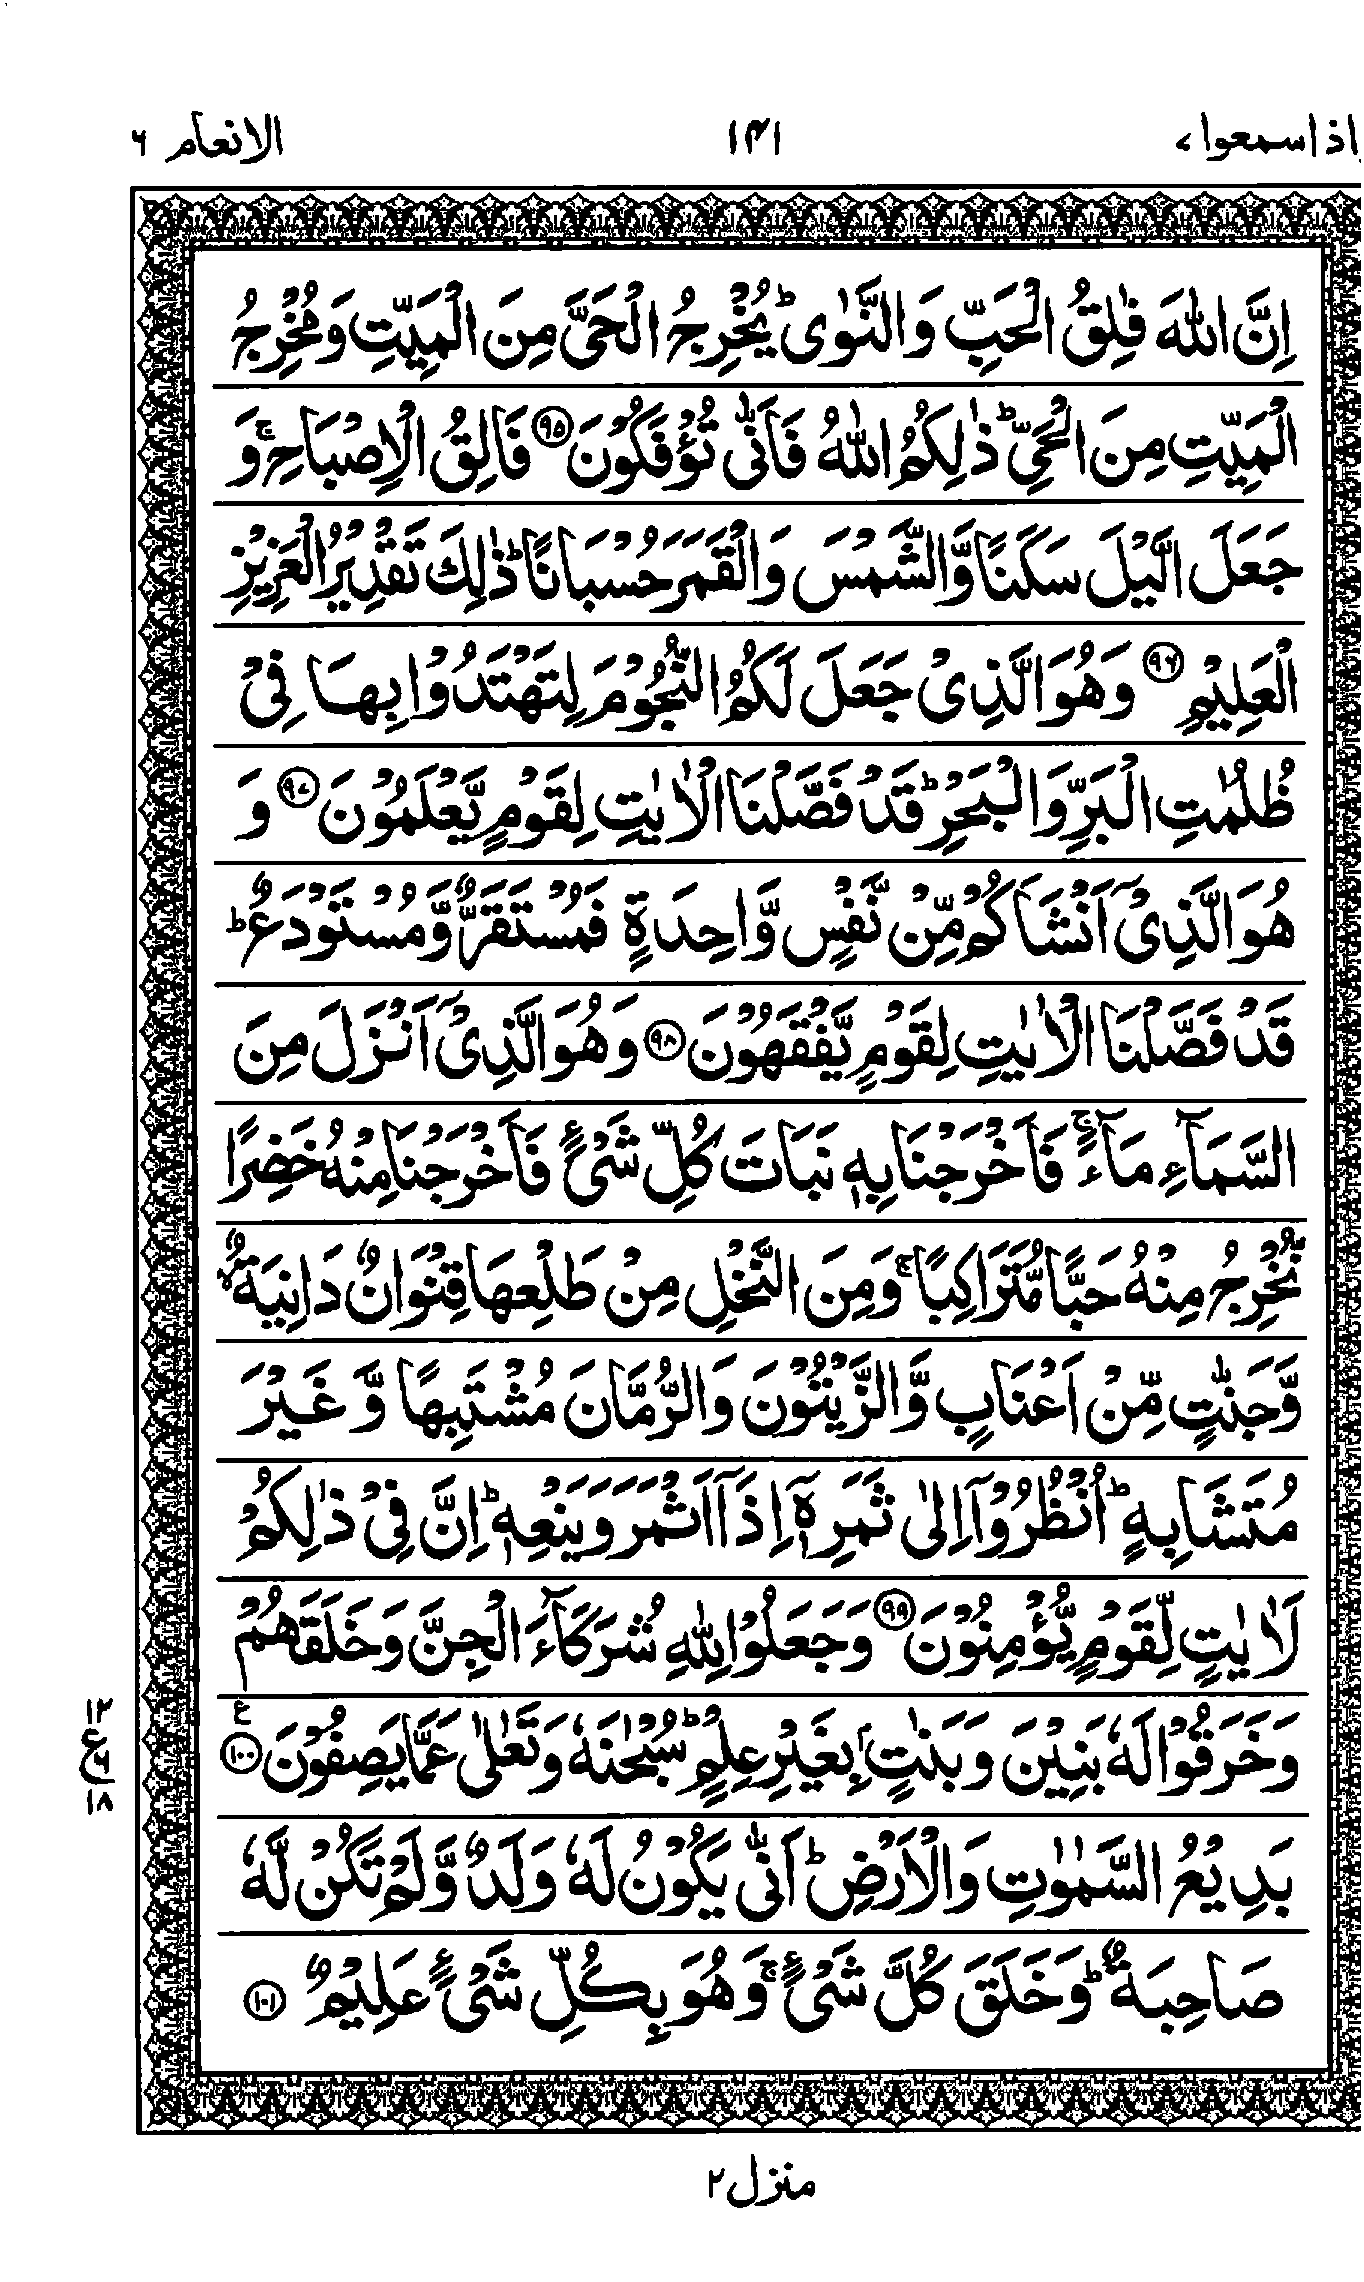 واذاسمعوا ٧ ١٤١ الانعام ٦
اِنَّ اللّٰهَ فٰلِقُ الْحَبِّ وَالنَّوٰىؕ يُخْرِجُ الْحَىَّ مِنَ الْمَيِّتِ وَمُخْرِجُ
الْمَيِّتِ مِنَ الْحَىِّؕ ذٰلِكُمُ اللّٰهُ فَاَنّٰى تُؤْفَكُوْنَ ﴿٩٥﴾ فَالِقُ الْاِصْبَاحِۚ وَ
جَعَلَ الَّيْلَ سَكَنًا وَّالشَّمْسَ وَالْقَمَرَ حُسْبَانًاؕ ذٰلِكَ تَقْدِيْرُ الْعَزِيْزِ
الْعَلِيْمِ ﴿٩٦﴾ وَهُوَ الَّذِىْ جَعَلَ لَكُمُ النُّجُوْمَ لِتَهْتَدُوْا بِهَا فِىْ
ظُلُمٰتِ الْبَرِّ وَالْبَحْرِؕ قَدْ فَصَّلْنَا الْاٰيٰتِ لِقَوْمٍ يَّعْلَمُوْنَ ﴿٩٧﴾ وَ
هُوَ الَّذِىْۤ اَنْشَاَكُمْ مِّنْ نَّفْسٍ وَّاحِدَةٍ فَمُسْتَقَرٌّ وَّمُسْتَوْدَعٌؕ
قَدْ فَصَّلْنَا الْاٰيٰتِ لِقَوْمٍ يَّفْقَهُوْنَ ﴿٩٨﴾ وَهُوَ الَّذِىْۤ اَنْزَلَ مِنَ
السَّمَآءِ مَآءًۚ فَاَخْرَجْنَا بِهٖ نَبَاتَ كُلِّ شَىْءٍ فَاَخْرَجْنَا مِنْهُ خَضِرًا
نُّخْرِجُ مِنْهُ حَبًّا مُّتَرَاكِبًاۚ وَمِنَ النَّخْلِ مِنْ طَلْعِهَا قِنْوَانٌ دَانِيَةٌۙ
وَّجَنّٰتٍ مِّنْ اَعْنَابٍ وَّالزَّيْتُوْنَ وَالرُّمَّانَ مُشْتَبِهًا وَّغَيْرَ
مُتَشَابِهٍؕ اُنْظُرُوْۤا اِلٰى ثَمَرِهٖۤ اِذَاۤ اَثْمَرَ وَيَنْعِهٖؕ اِنَّ فِىْ ذٰلِكُمْ
لَاٰيٰتٍ لِّقَوْمٍ يُّؤْمِنُوْنَ ﴿٩٩﴾ وَجَعَلُوْا لِلّٰهِ شُرَكَآءَ الْجِنَّ وَخَلَقَهُمْ
وَخَرَقُوْا لَهٗ بَنِيْنَ وَبَنٰتٍۭ بِغَيْرِ عِلْمٍؕ سُبْحٰنَهٗ وَتَعٰلٰى عَمَّا يَصِفُوْنَ ﴿١٠٠﴾ ع
١٢ ع ٦ ١٨
بَدِيْعُ السَّمٰوٰتِ وَالْاَرْضِؕ اَنّٰى يَكُوْنُ لَهٗ وَلَدٌ وَّلَمْ تَكُنْ لَّهٗ
صَاحِبَةٌؕ وَخَلَقَ كُلَّ شَىْءٍۚ وَهُوَ بِكُلِّ شَىْءٍ عَلِيْمٌ ﴿١٠١﴾
منزل ٢